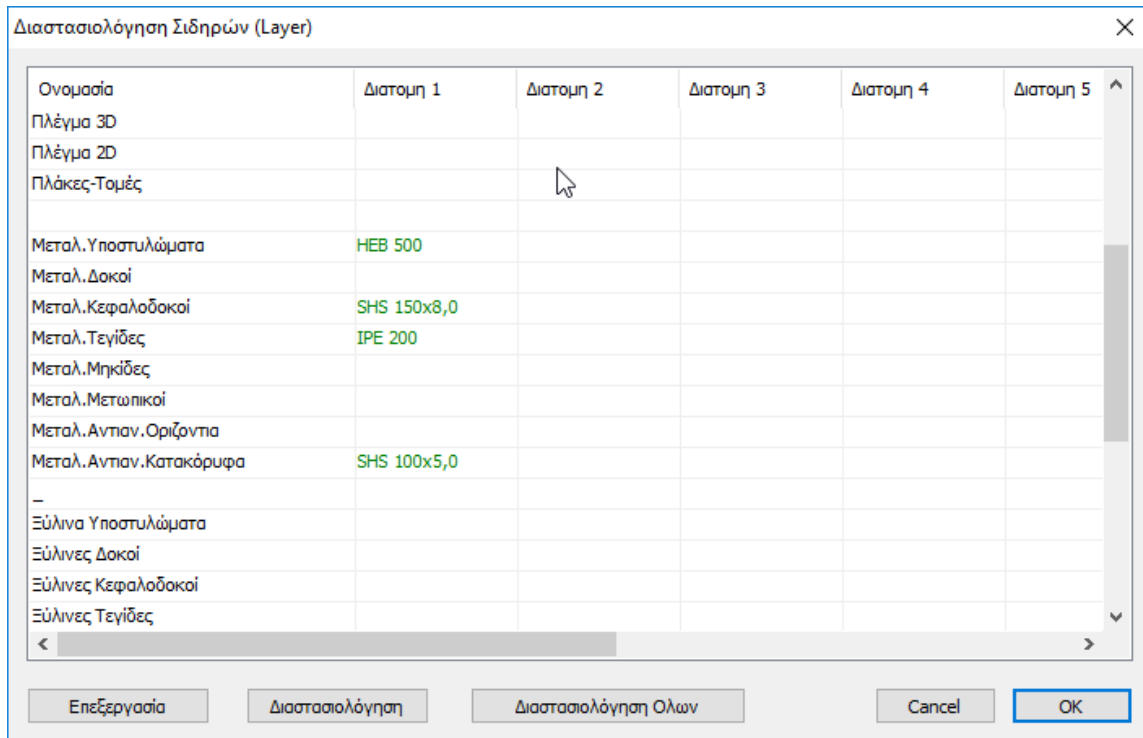 Διαστασιολόγηση Σιδηρών (Layer)
Ονομασία Διατομη 1 Διατομη 2 Διατομη 3 Διατομη 4 Διατομη 5
Πλέγμα 3D
Πλέγμα 2D
Πλάκες-Τομές
Μεταλ.Υποστυλώματα HEB 500
Μεταλ.Δοκοί
Μεταλ.Κεφαλοδοκοί SHS 150x8,0
Μεταλ.Τεγίδες IPE 200
Μεταλ.Μηκίδες
Μεταλ.Μετωπικοί
Μεταλ.Αντιαν.Οριζοντια
Μεταλ.Αντιαν.Κατακόρυφα SHS 100x5,0
_
Ξύλινα Υποστυλώματα
Ξύλινες Δοκοί
Ξύλινες Κεφαλοδοκοί
Ξύλινες Τεγίδες
Επεξεργασία Διαστασιολόγηση Διαστασιολόγηση Ολων Cancel OK